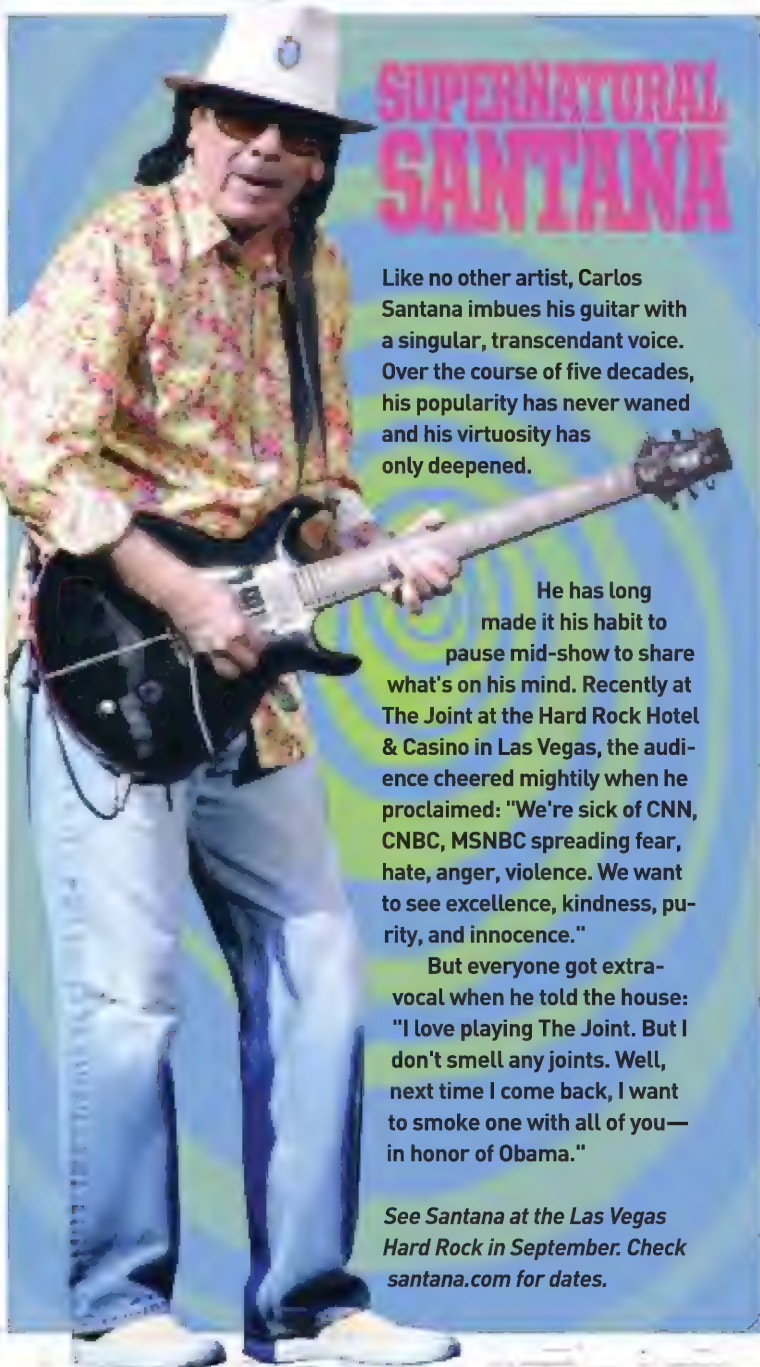 SUPERNATURAL
SANTANA
Like no other artist, Carlos
Santana imbues his guitar with
a singular, transcendant voice.
Over the course of five decades,
his popularity has never waned
and his virtuosity has
only deepened.
He has long
made it his habit to
pause mid-show to share
what's on his mind. Recently at
The Joint at the Hard Rock Hotel
& Casino in Las Vegas, the audi-
ence cheered mightily when he
proclaimed: "We're sick of CNN,
CNBC, MSNBC spreading fear,
hate, anger, violence. We want
to see excellence, kindness, pu-
rity, and innocence."
But everyone got extra-
vocal when he told the house:
"I love playing The Joint. But I
don't smell any joints. Well,
next time I come back, I want
to smoke one with all of you—
in honor of Obama."
See Santana at the Las Vegas
Hard Rock in September. Check
santana.com for dates.